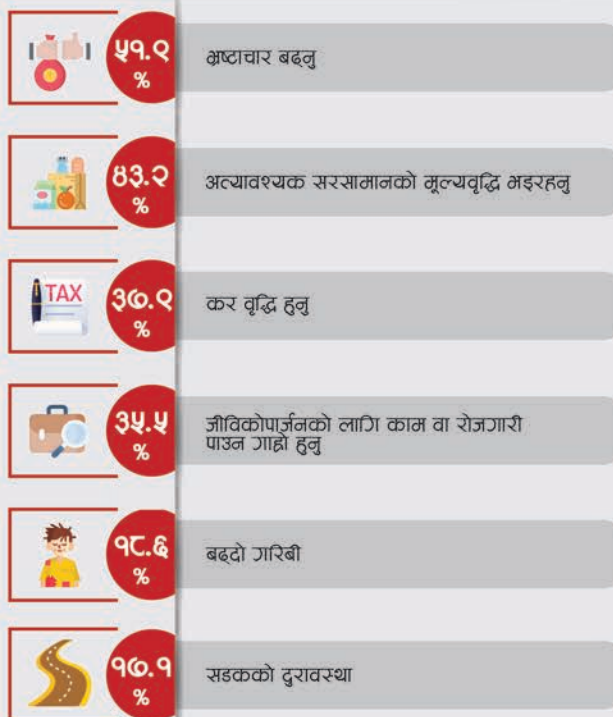 ५१.९
%
भ्रष्टाचार बढ्नु
४३.२
%
अत्यावश्यक सरसामानको मूल्यवृद्धि भइरहनु
TAX
३७.९
%
कर वृद्धि हुनु
३५.५
%
जीविकोपार्जनको लागि काम वा रोजगारी
पाउन गाह्रो हुनु
१८.६
%
बढ्दो गरिबी
१७.१
%
सडकको दुरावस्था